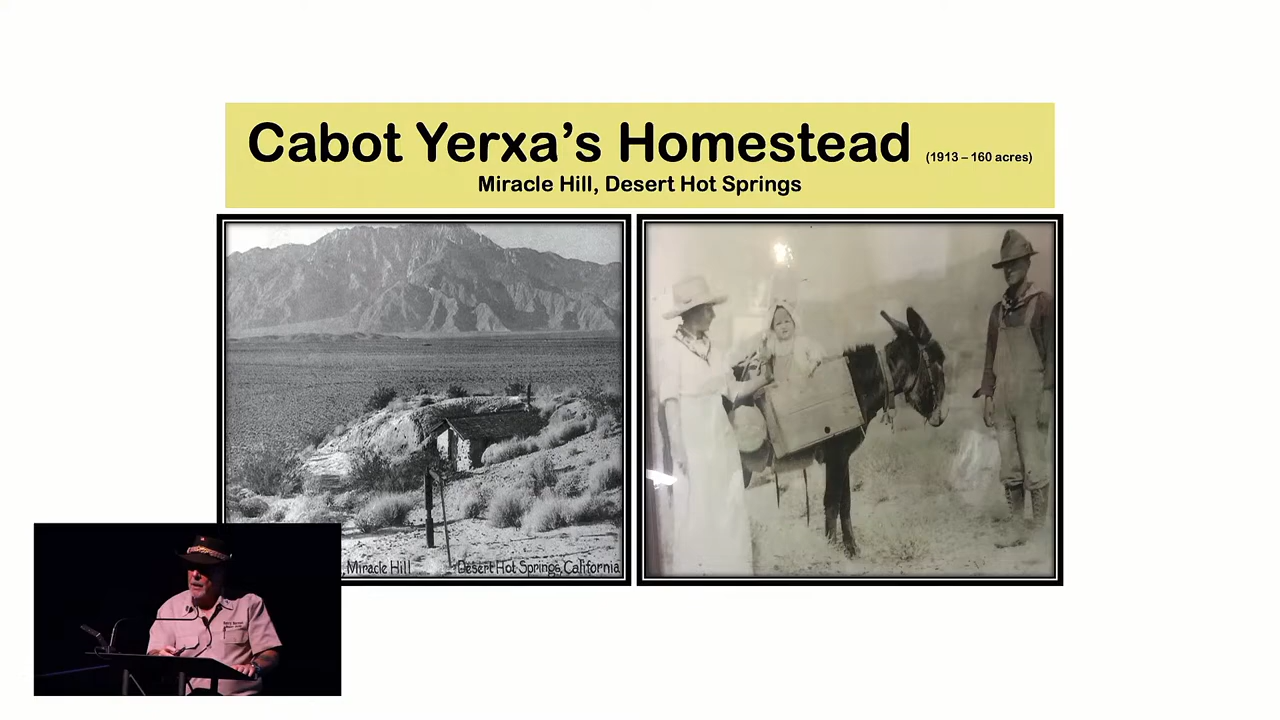 Cabot Yerxa's Homestead (1913 – 160 acres)
Miracle Hill, Desert Hot Springs
, Miracle Hill Desert Hot Springs, California